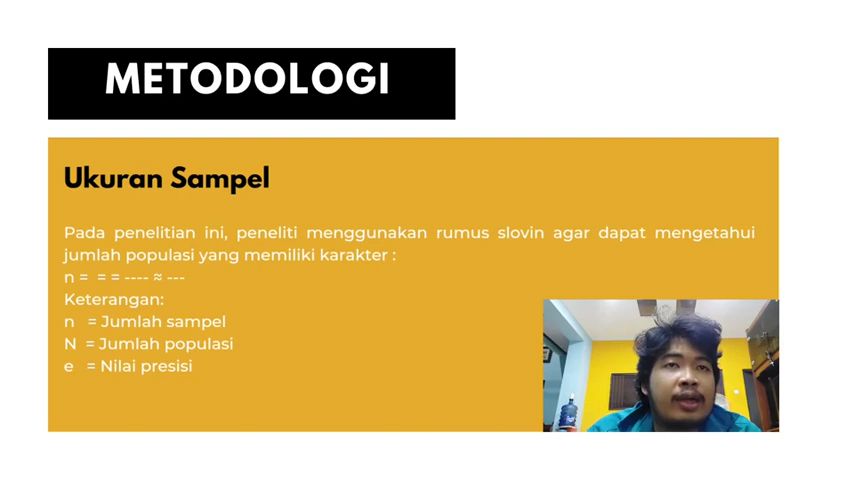 METODOLOGI
Ukuran Sampel
Pada penelitian ini, peneliti menggunakan rumus slovin agar dapat mengetahui
jumlah populasi yang memiliki karakter :
n = = = ---- ≈ ---
Keterangan:
n = Jumlah sampel
N = Jumlah populasi
e = Nilai presisi